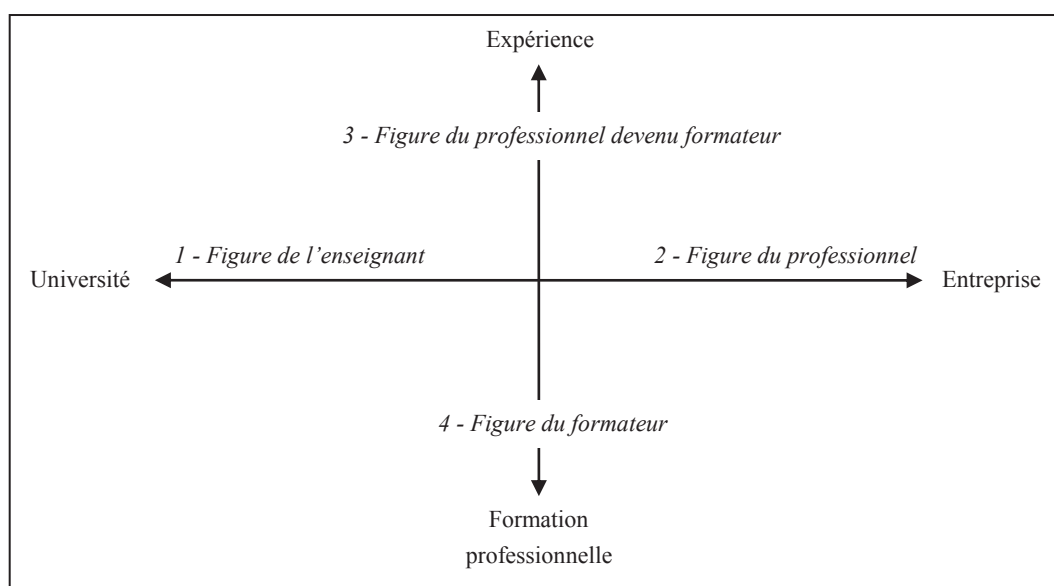 Expérience
3 - Figure du professionnel devenu formateur
1 - Figure de l’enseignant
2 - Figure du professionnel
Université
Entreprise
4 - Figure du formateur
Formation
professionnelle